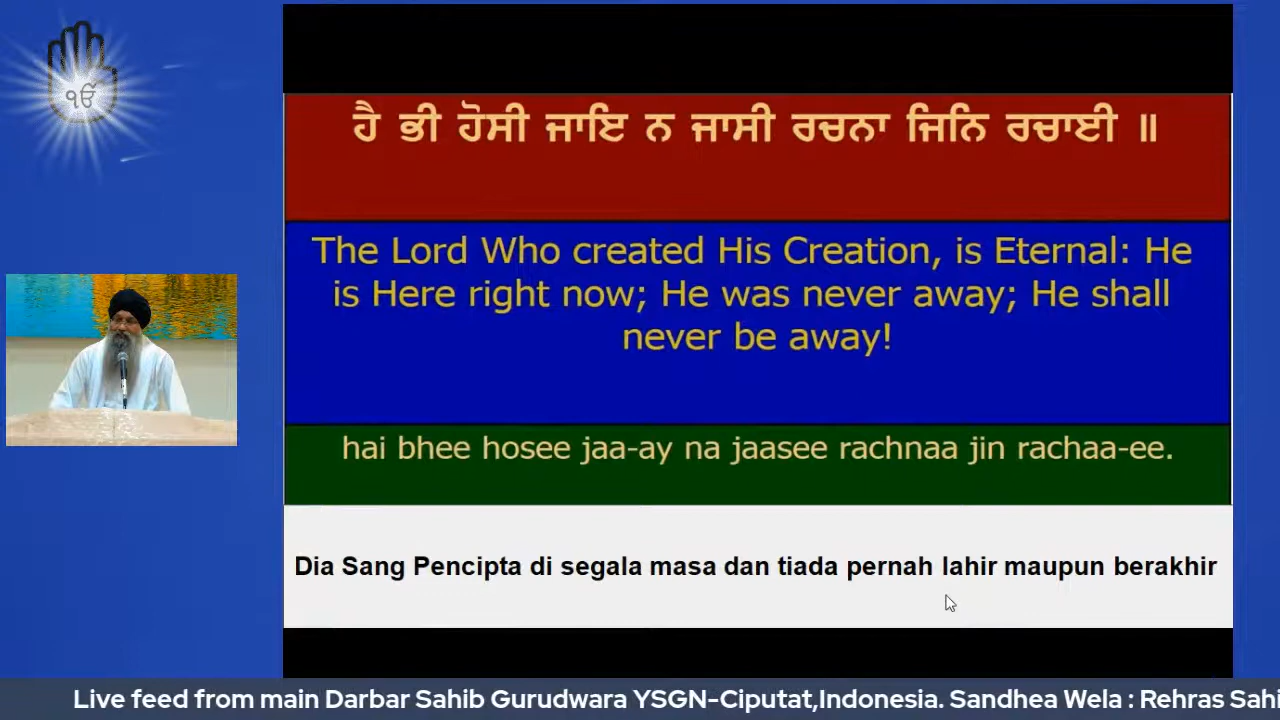 ੴ
ਹੈ ਭੀ ਹੋਸੀ ਜਾਇ ਨ ਜਾਸੀ ਰਚਨਾ ਜਿਨਿ ਰਚਾਈ ॥
The Lord Who created His Creation, is Eternal: He
is Here right now; He was never away; He shall
never be away!
hai bhee hosee jaa-ay na jaasee rachnaa jin rachaa-ee.
Dia Sang Pencipta di segala masa dan tiada pernah lahir maupun berakhir
Live feed from main Darbar Sahib Gurudwara YSGN-Ciputat,Indonesia. Sandhea Wela : Rehras Sahi